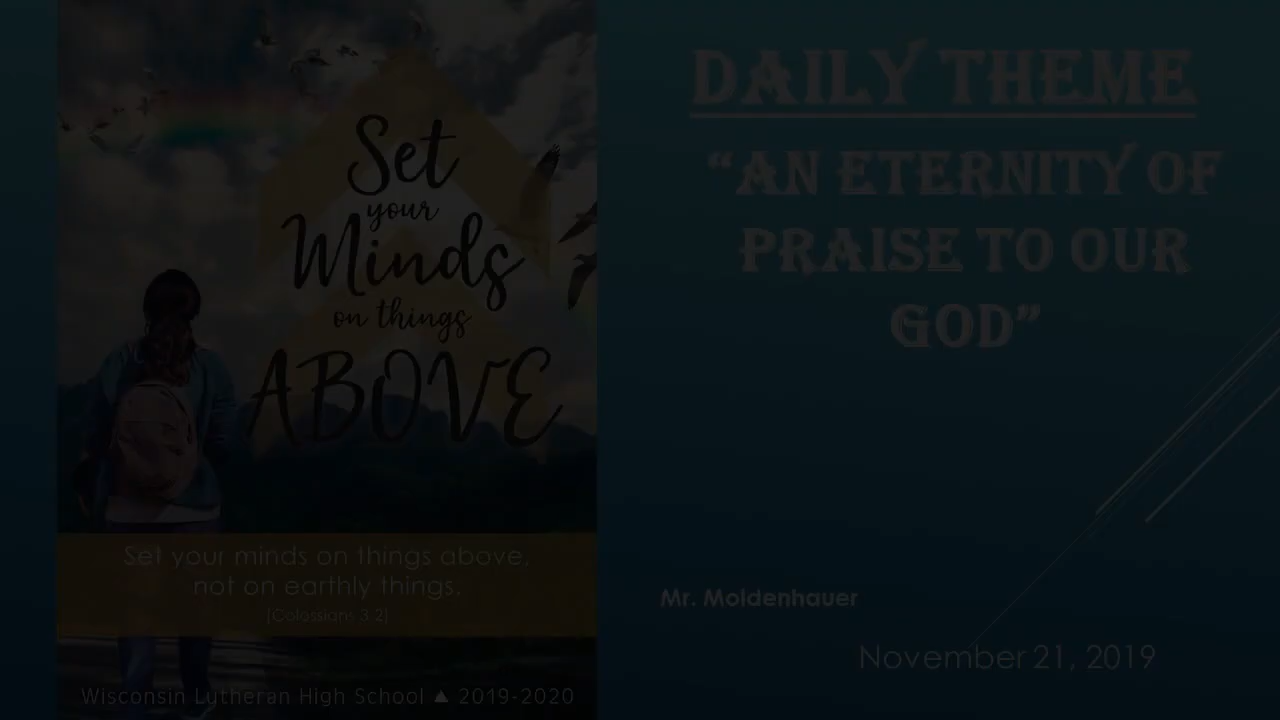 Set
your
Minds
on things
ABOVE
Set your minds on things above,
not on earthly things.
[Colossians 3:2]
Wisconsin Lutheran High School ▲ 2019-2020
DAILY THEME
“AN ETERNITY OF
PRAISE TO OUR
GOD”
Mr. Moldenhauer
November 21, 2019